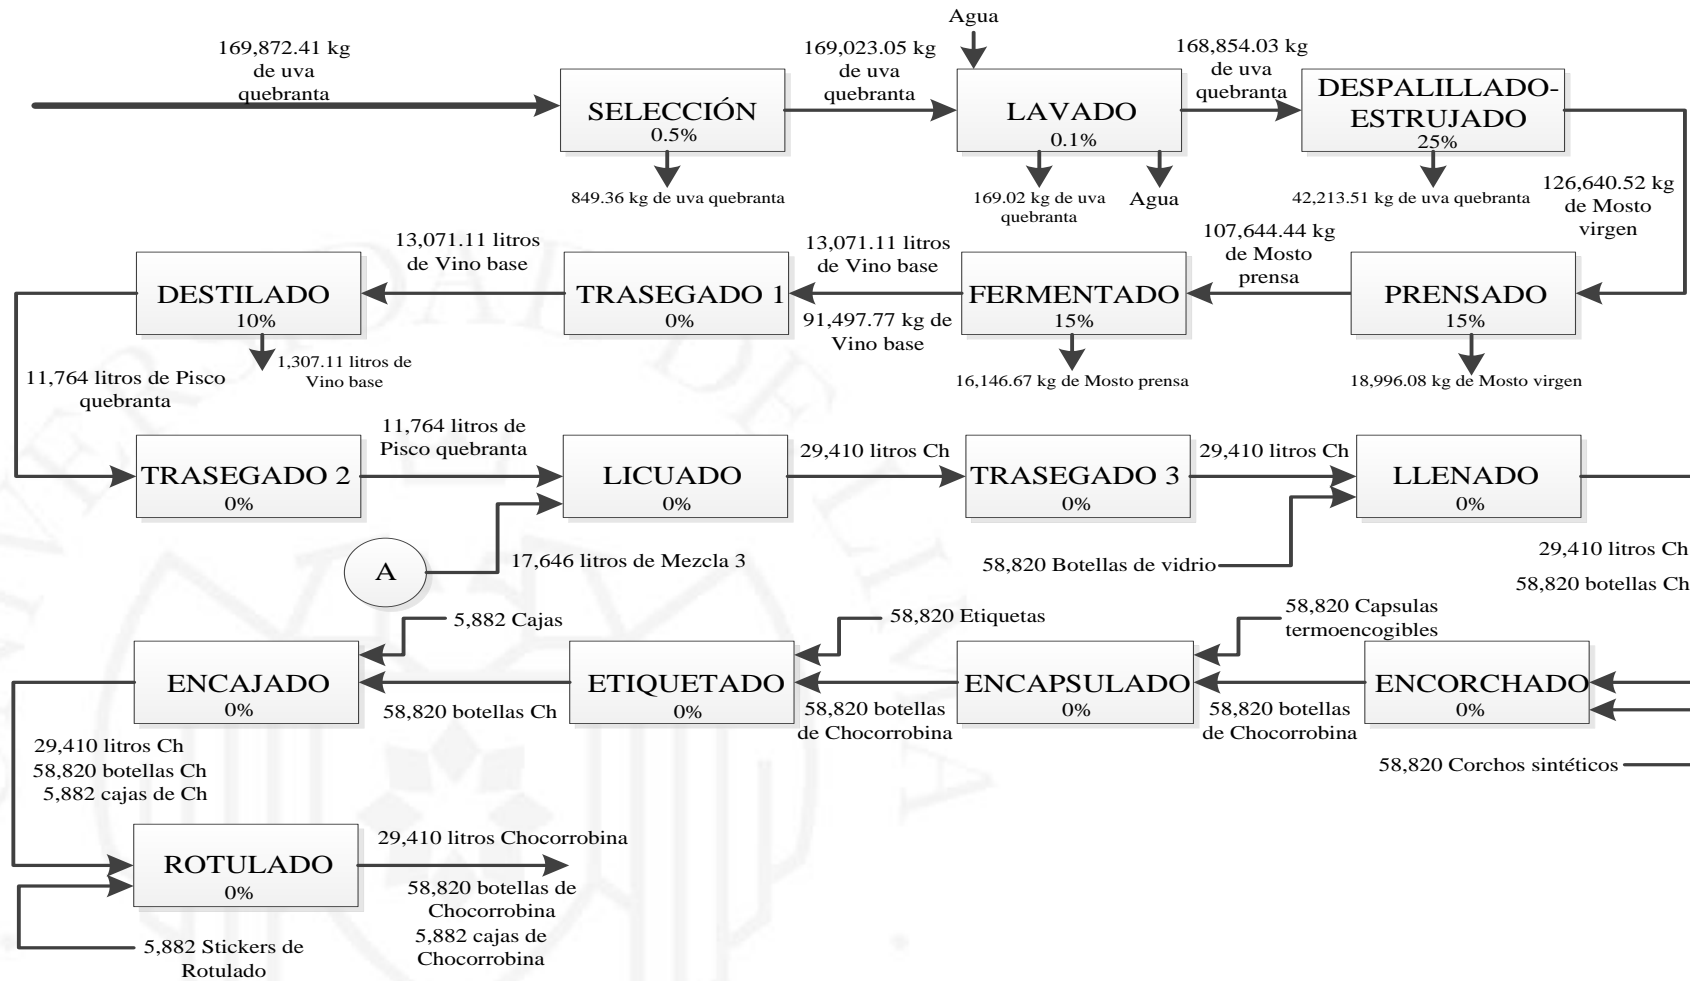 169,872.41 kg
de uva
quebranta
SELECCIÓN
0.5%
849.36 kg de uva quebranta
169,023.05 kg
de uva
quebranta
Agua
LAVADO
0.1%
169.02 kg de uva
quebranta
Agua
168,854.03 kg
de uva
quebranta
DESPALILLADO-
ESTRUJADO
25%
42,213.51 kg de uva quebranta
126,640.52 kg
de Mosto
virgen
PRENSADO
15%
18,996.08 kg de Mosto virgen
107,644.44 kg
de Mosto
prensa
FERMENTADO
15%
16,146.67 kg de Mosto prensa
13,071.11 litros
de Vino base
91,497.77 kg de
Vino base
TRASEGADO 1
0%
13,071.11 litros
de Vino base
DESTILADO
10%
1,307.11 litros de
Vino base
11,764 litros de Pisco
quebranta
TRASEGADO 2
0%
11,764 litros de
Pisco quebranta
LICUADO
0%
A
17,646 litros de Mezcla 3
29,410 litros Ch
TRASEGADO 3
0%
29,410 litros Ch
LLENADO
0%
58,820 Botellas de vidrio
29,410 litros Ch
58,820 botellas Ch
ENCORCHADO
0%
58,820 Corchos sintéticos
58,820 botellas
de Chocorrobina
58,820 Capsulas
termoencogibles
ENCAPSULADO
0%
58,820 botellas
de Chocorrobina
58,820 Etiquetas
ETIQUETADO
0%
58,820 botellas Ch
5,882 Cajas
ENCAJADO
0%
29,410 litros Ch
58,820 botellas Ch
5,882 cajas de Ch
ROTULADO
0%
5,882 Stickers de
Rotulado
29,410 litros Chocorrobina
58,820 botellas de
Chocorrobina
5,882 cajas de
Chocorrobina
UNIVERSIDAD DE LIMA